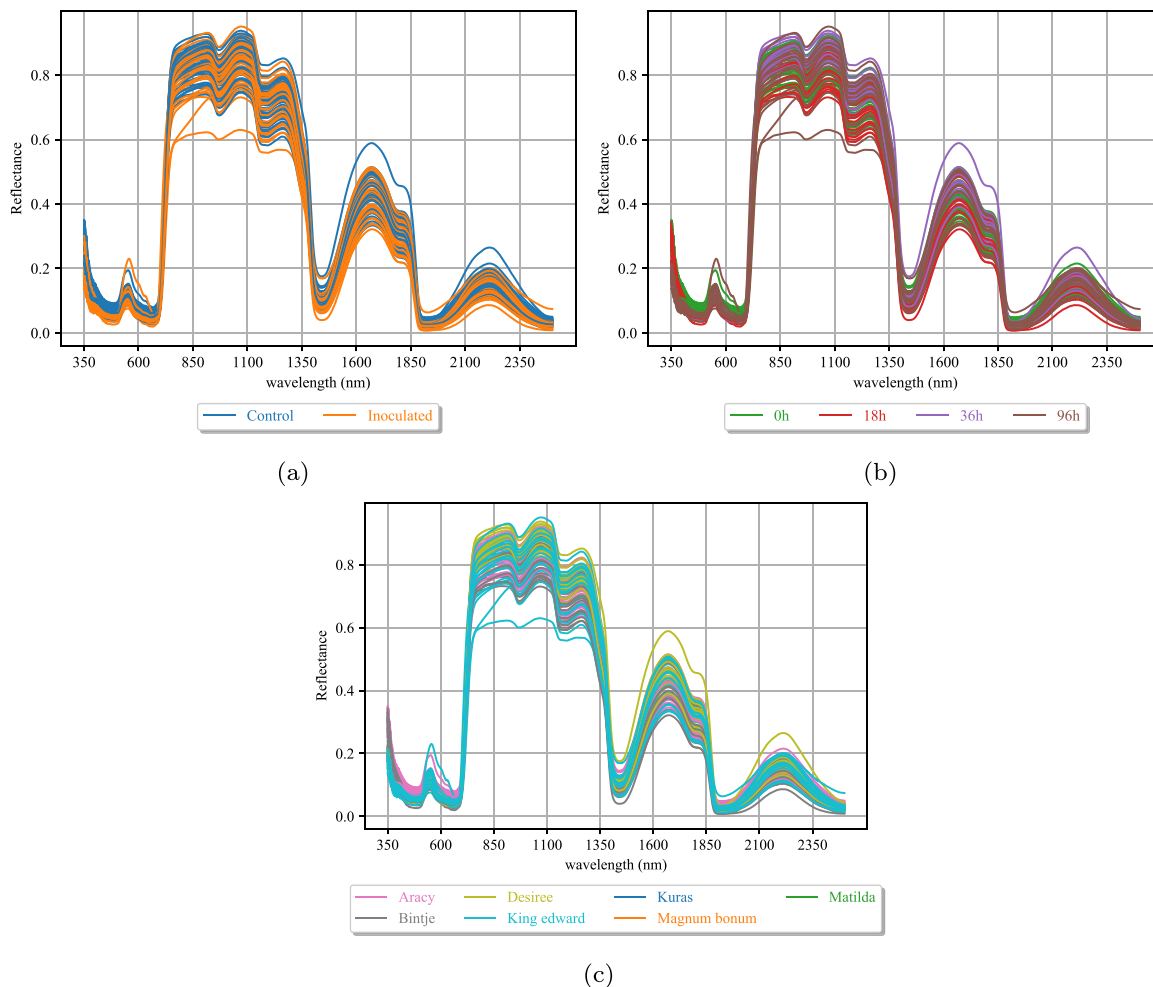 0.8
0.6
0.4
0.2
0.0
Reflectance
350 600 850 1100 1350 1600 1850 2100 2350
wavelength (nm)
Control Inoculated
(a)
0.8
0.6
0.4
0.2
0.0
Reflectance
350 600 850 1100 1350 1600 1850 2100 2350
wavelength (nm)
0h 18h 36h 96h
(b)
0.8
0.6
0.4
0.2
0.0
Reflectance
350 600 850 1100 1350 1600 1850 2100 2350
wavelength (nm)
Aracy Desiree Kuras Matilda
Bintje King edward Magnum bonum
(c)